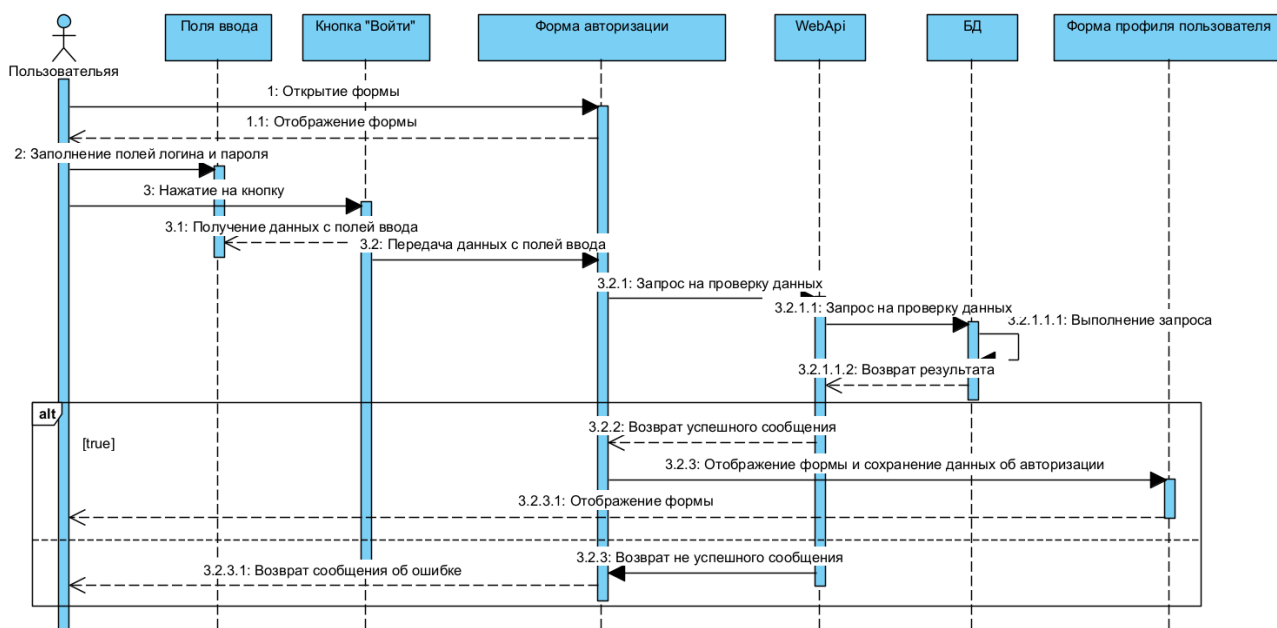 Поля ввода
Кнопка "Войти"
Форма авторизации
WebApi
БД
Форма профиля пользователя
Пользовательяя
1: Открытие формы
1.1: Отображение формы
2: Заполнение полей логина и пароля
3: Нажатие на кнопку
3.1: Получение данных с полей ввода
3.2: Передача данных с полей ввода
3.2.1: Запрос на проверку данных
3.2.1.1: Запрос на проверку данных
3.2.1.1.1: Выполнение запроса
3.2.1.1.2: Возврат результата
alt
[true]
3.2.2: Возврат успешного сообщения
3.2.3: Отображение формы и сохранение данных об авторизации
3.2.3.1: Отображение формы
3.2.3: Возврат не успешного сообщения
3.2.3.1: Возврат сообщения об ошибке